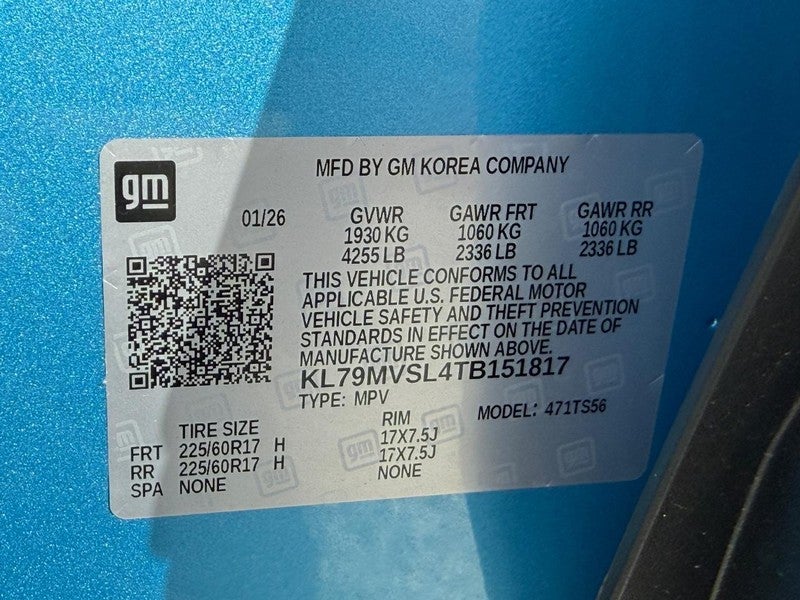 gm
MFD BY GM KOREA COMPANY
01/26
GVWR GAWR FRT GAWR RR
1930 KG 1060 KG 1060 KG
4255 LB 2336 LB 2336 LB
THIS VEHICLE CONFORMS TO ALL
APPLICABLE U.S. FEDERAL MOTOR
VEHICLE SAFETY AND THEFT PREVENTION
STANDARDS IN EFFECT ON THE DATE OF
MANUFACTURE SHOWN ABOVE.
KL79MVSL4TB151817
TYPE: MPV MODEL: 471TS56
TIRE SIZE RIM
FRT 225/60R17 H 17X7.5J
RR 225/60R17 H 17X7.5J
SPA NONE NONE